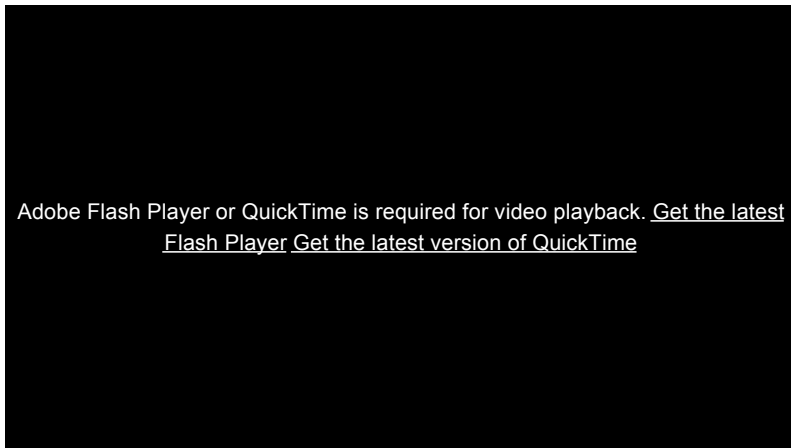 Adobe Flash Player or QuickTime is required for video playback. Get the latest
Flash Player Get the latest version of QuickTime